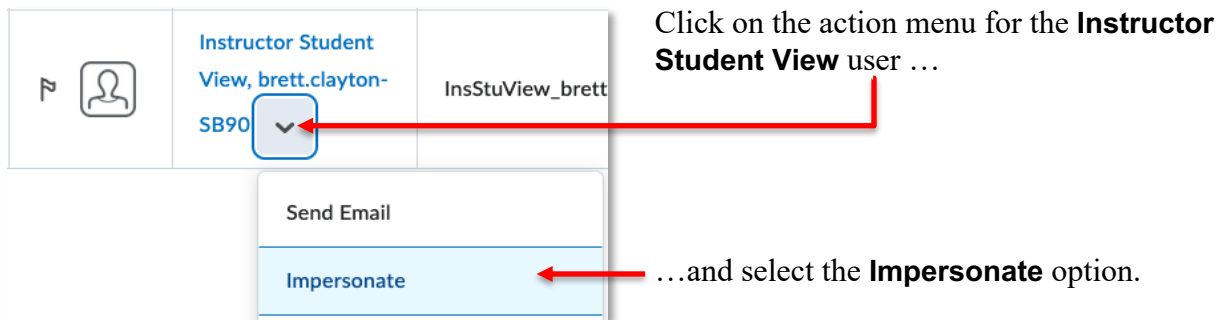 Click on the action menu for the Instructor
Student View user …
Instructor Student
View, brett.clayton-
SB90
InsStuView_brett
Send Email
Impersonate
…and select the Impersonate option.